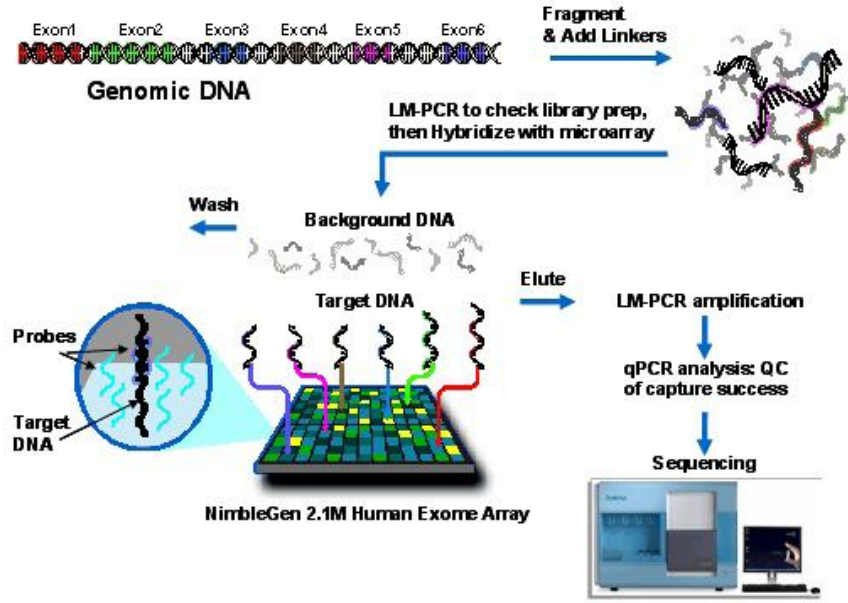 Exon1 Exon2 Exon3 Exon4 Exon5 Exon6
Genomic DNA
Fragment
& Add Linkers
LM-PCR to check library prep,
then Hybridize with microarray
Wash
Background DNA
Target DNA
Elute
LM-PCR amplification
qPCR analysis: QC
of capture success
Sequencing
Probes
Target
DNA
NimbleGen 2.1M Human Exome Array